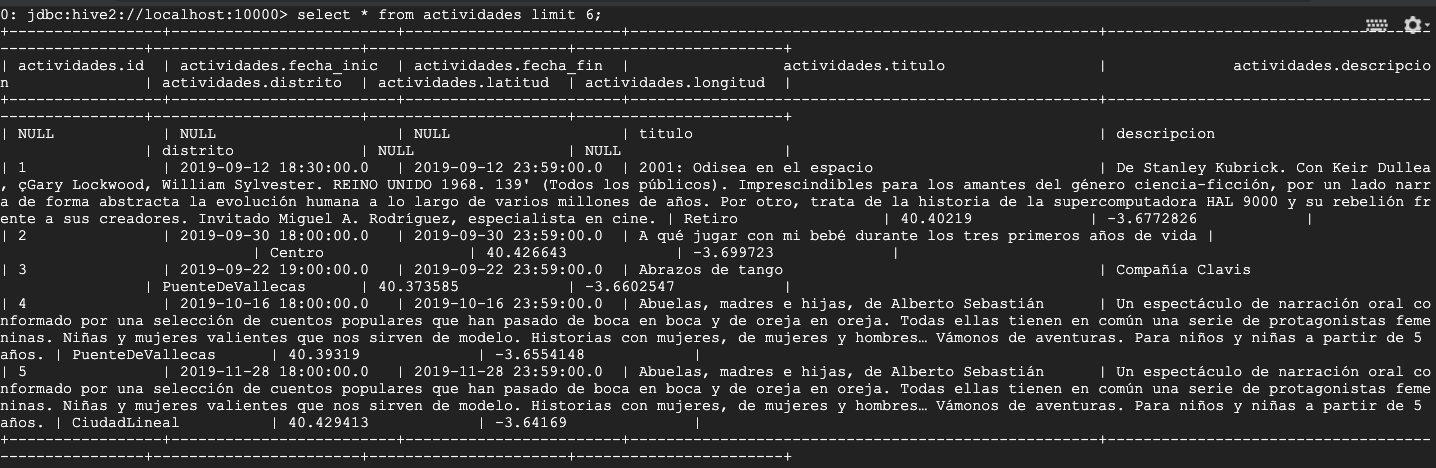 0: jdbc:hive2://localhost:10000> select * from actividades limit 6;
+-----------------+--------------------------+-------------------------+-----------------------------------------------------+------------------------------------
----------------+------------------------+-----------------------+-----------------------+
| actividades.id | actividades.fecha_inic | actividades.fecha_fin | actividades.titulo | actividades.descripcio
n | actividades.distrito | actividades.latitud | actividades.longitud |
+-----------------+--------------------------+-------------------------+-----------------------------------------------------+------------------------------------
----------------+------------------------+-----------------------+-----------------------+
| NULL | NULL | NULL | titulo | descripcion
| distrito | NULL | NULL |
| 1 | 2019-09-12 18:30:00.0 | 2019-09-12 23:59:00.0 | 2001: Odisea en el espacio | De Stanley Kubrick. Con Keir Dullea
, çGary Lockwood, William Sylvester. REINO UNIDO 1968. 139' (Todos los públicos). Imprescindibles para los amantes del género ciencia-ficción, por un lado narr
a de forma abstracta la evolución humana a lo largo de varios millones de años. Por otro, trata de la historia de la supercomputadora HAL 9000 y su rebelión fr
ente a sus creadores. Invitado Miguel A. Rodríguez, especialista en cine. | Retiro | 40.40219 | -3.6772826 |
| 2 | 2019-09-30 18:00:00.0 | 2019-09-30 23:59:00.0 | A qué jugar con mi bebé durante los tres primeros años de vida |
| Centro | 40.426643 | -3.699723 |
| 3 | 2019-09-22 19:00:00.0 | 2019-09-22 23:59:00.0 | Abrazos de tango | Compañía Clavis
| PuenteDeVallecas | 40.373585 | -3.6602547 |
| 4 | 2019-10-16 18:00:00.0 | 2019-10-16 23:59:00.0 | Abuelas, madres e hijas, de Alberto Sebastián | Un espectáculo de narración oral co
nformado por una selección de cuentos populares que han pasado de boca en boca y de oreja en oreja. Todas ellas tienen en común una serie de protagonistas feme
ninas. Niñas y mujeres valientes que nos sirven de modelo. Historias con mujeres, de mujeres y hombres… Vámonos de aventuras. Para niños y niñas a partir de 5
años. | PuenteDeVallecas | 40.39319 | -3.6554148 |
| 5 | 2019-11-28 18:00:00.0 | 2019-11-28 23:59:00.0 | Abuelas, madres e hijas, de Alberto Sebastián | Un espectáculo de narración oral co
nformado por una selección de cuentos populares que han pasado de boca en boca y de oreja en oreja. Todas ellas tienen en común una serie de protagonistas feme
ninas. Niñas y mujeres valientes que nos sirven de modelo. Historias con mujeres, de mujeres y hombres… Vámonos de aventuras. Para niños y niñas a partir de 5
años. | CiudadLineal | 40.429413 | -3.64169 |
+-----------------+--------------------------+-------------------------+-----------------------------------------------------+------------------------------------
----------------+------------------------+-----------------------+-----------------------+